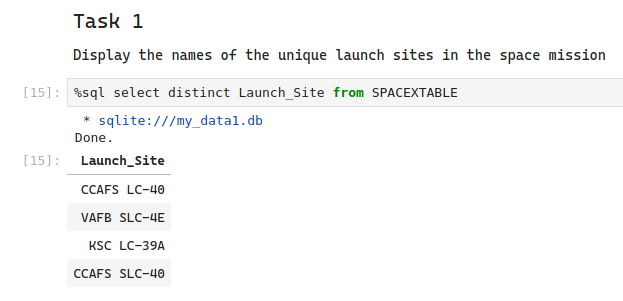 Task 1
Display the names of the unique launch sites in the space mission
[15]: %sql select distinct Launch_Site from SPACEXTABLE
* sqlite:///my_data1.db
Done.
[15]: Launch_Site
CCAFS LC-40
VAFB SLC-4E
KSC LC-39A
CCAFS SLC-40